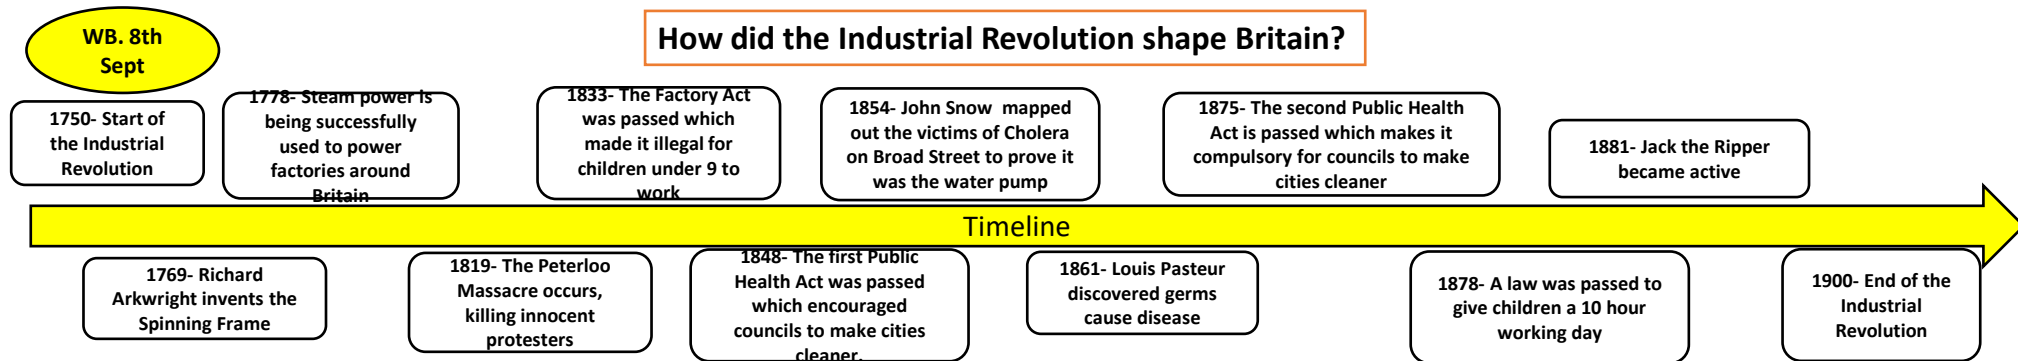 WB. 8th
Sept
How did the Industrial Revolution shape Britain?
1750- Start of
the Industrial
Revolution
1778- Steam power is
being successfully
used to power
factories around
Britain
1833- The Factory Act
was passed which
made it illegal for
children under 9 to
work
1854- John Snow  mapped
out the victims of Cholera
on Broad Street to prove it
was the water pump
1875- The second Public Health
Act is passed which makes it
compulsory for councils to make
cities cleaner
1881- Jack the Ripper
became active
Timeline
1769- Richard
Arkwright invents the
Spinning Frame
1819- The Peterloo
Massacre occurs,
killing innocent
protesters
1848- The first Public
Health Act was passed
which encouraged
councils to make cities
cleaner.
1861- Louis Pasteur
discovered germs
cause disease
1878- A law was passed to
give children a 10 hour
working day
1900- End of the
Industrial
Revolution